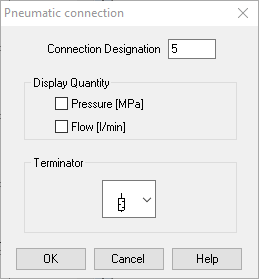 Pneumatic connection
Connection Designation 5
Display Quantity
Pressure [MPa]
Flow [l/min]
Terminator
OK Cancel Help